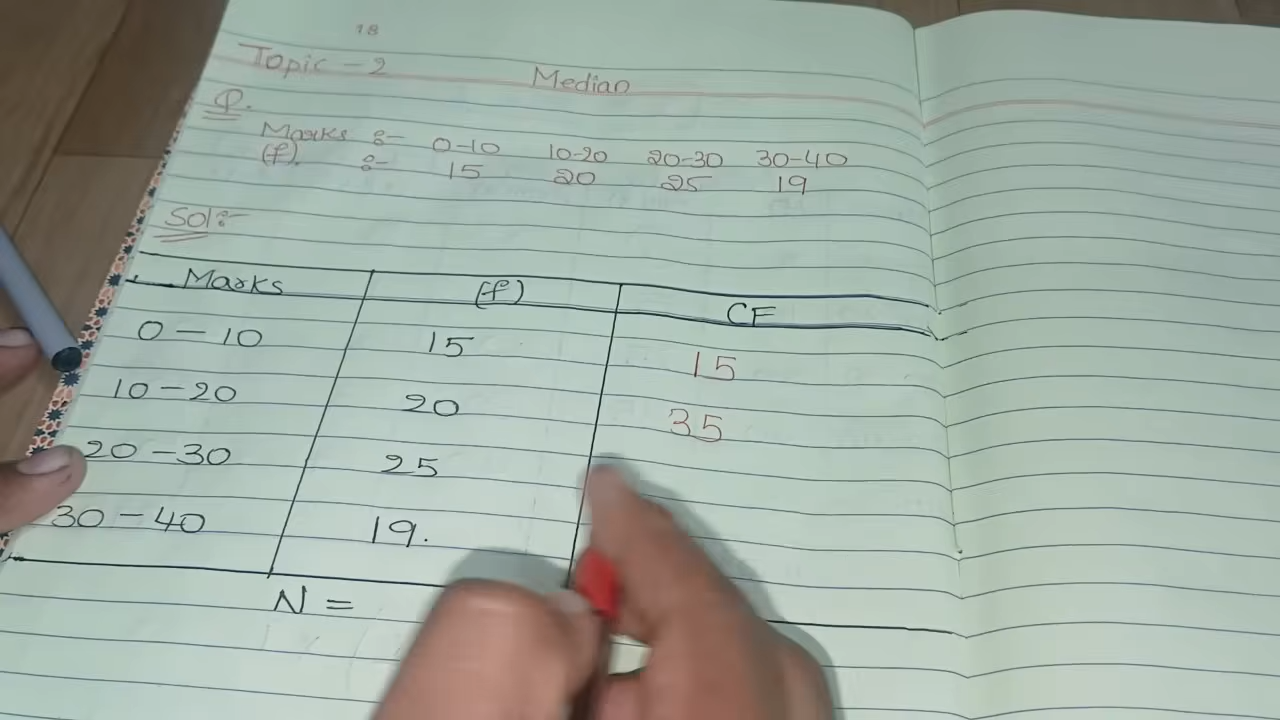 18
Topic - 2 Median
Q.
Marks :- 0-10 10-20 20-30 30-40
(f). :- 15 20 25 19
Sol:-
Marks (f) CF
0 - 10 15 15
10 - 20 20 35
20 - 30 25
30 - 40 19.
N =